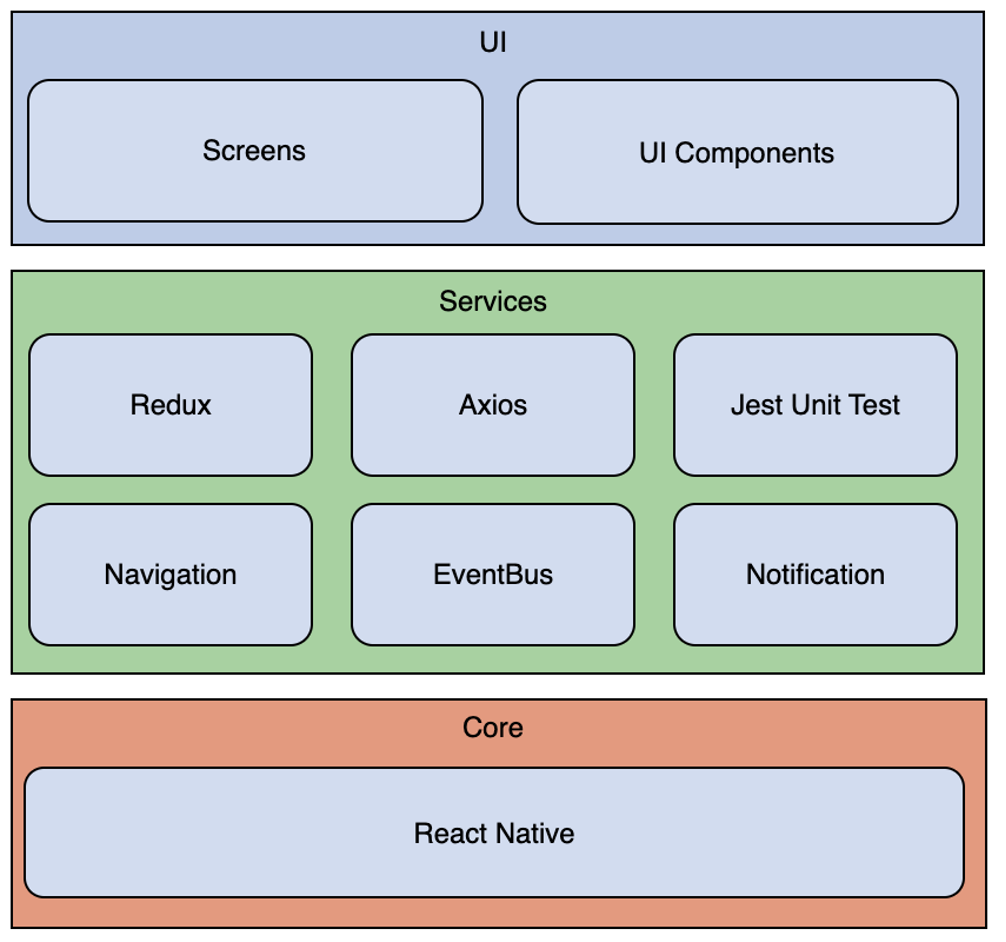 UI
Screens
UI Components
Services
Redux
Axios
Jest Unit Test
Navigation
EventBus
Notification
Core
React Native